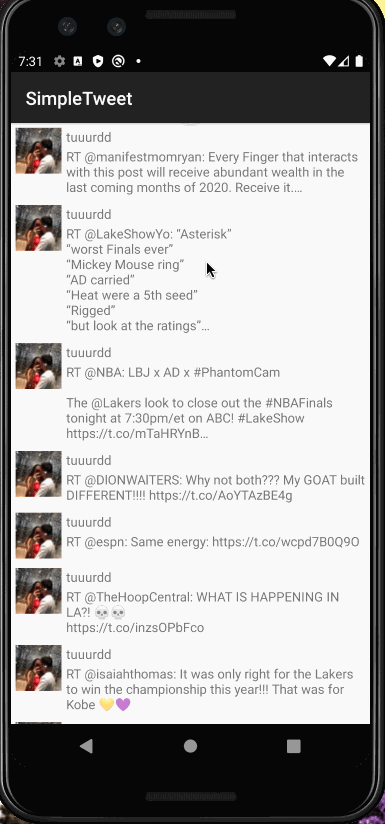 7:31
SimpleTweet
tuuurdd
RT @manifestmomryan: Every Finger that interacts
with this post will receive abundant wealth in the
last coming months of 2020. Receive it.…
tuuurdd
RT @LakeShowYo: “Asterisk”
“worst Finals ever”
“Mickey Mouse ring”
“AD carried”
“Heat were a 5th seed”
“Rigged”
“but look at the ratings”…
tuuurdd
RT @NBA: LBJ x AD x #PhantomCam
The @Lakers look to close out the #NBAFinals
tonight at 7:30pm/et on ABC! #LakeShow
https://t.co/mTaHRYnB…
tuuurdd
RT @DIONWAITERS: Why not both??? My GOAT built
DIFFERENT!!!! https://t.co/AoYTAzBE4g
tuuurdd
RT @espn: Same energy: https://t.co/wcpd7B0Q9O
tuuurdd
RT @TheHoopCentral: WHAT IS HAPPENING IN
LA?! 💀💀
https://t.co/inzsOPbFco
tuuurdd
RT @isaiahthomas: It was only right for the Lakers
to win the championship this year!!! That was for
Kobe 💛💜